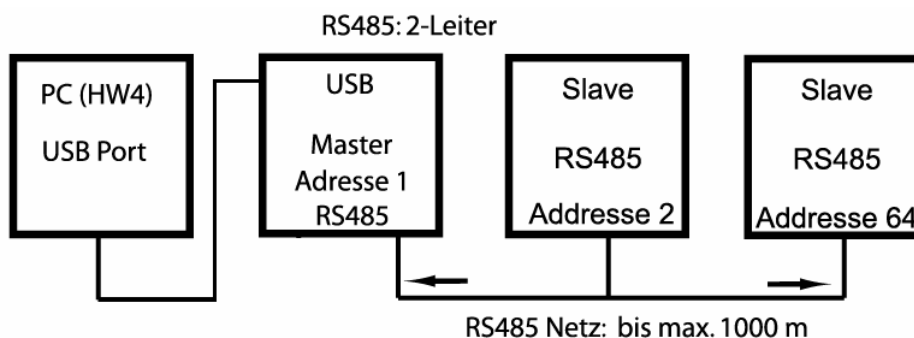 RS485: 2-Leiter
PC (HW4)
USB Port
USB
Master
Adresse 1
RS485
Slave
RS485
Addresse 2
Slave
RS485
Addresse 64
RS485 Netz: bis max. 1000 m